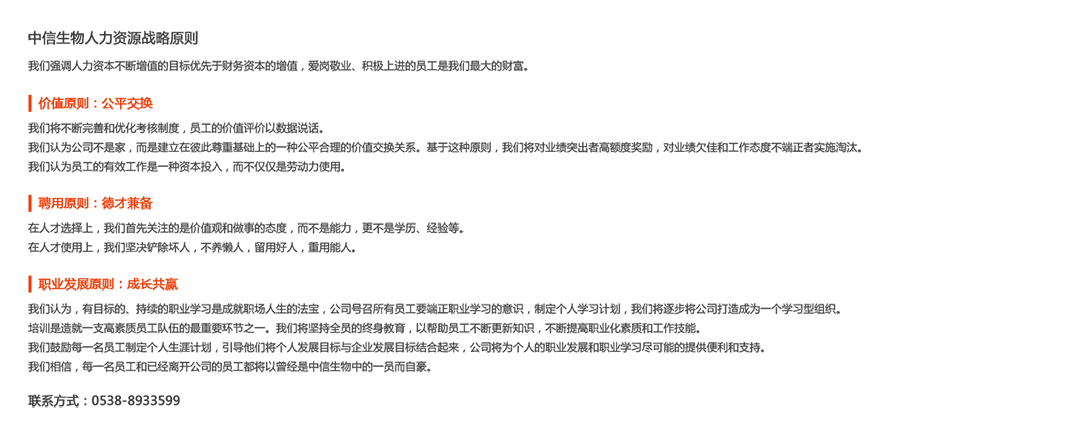 中信生物人力资源战略原则
我们强调人力资本不断增值的目标优先于财务资本的增值，爱岗敬业、积极上进的员工是我们最大的财富。
价值原则：公平交换
我们将不断完善和优化考核制度，员工的价值评价以数据说话。
我们认为公司不是家，而是建立在彼此尊重基础上的一种公平合理的价值交换关系。基于这种原则，我们将对业绩突出者高额度奖励，对业绩欠佳和工作态度不端正者实施淘汰。
我们认为员工的有效工作是一种资本投入，而不仅仅是劳动力使用。
聘用原则：德才兼备
在人才选择上，我们首先关注的是价值观和做事的态度，而不是能力，更不是学历、经验等。
在人才使用上，我们坚决铲除坏人，不养懒人，留用好人，重用能人。
职业发展原则：成长共赢
我们认为，有目标的、持续的职业学习是成就职场人生的法宝，公司号召所有员工要端正职业学习的意识，制定个人学习计划，我们将逐步将公司打造成为一个学习型组织。
培训是造就一支高素质员工队伍的最重要环节之一。我们将坚持全员的终身教育，以帮助员工不断更新知识，不断提高职业化素质和工作技能。
我们鼓励每一名员工制定个人生涯计划，引导他们将个人发展目标与企业发展目标结合起来，公司将为个人的职业发展和职业学习尽可能的提供便利和支持。
我们相信，每一名员工和已经离开公司的员工都将以曾经是中信生物中的一员而自豪。
联系方式：0538-8933599